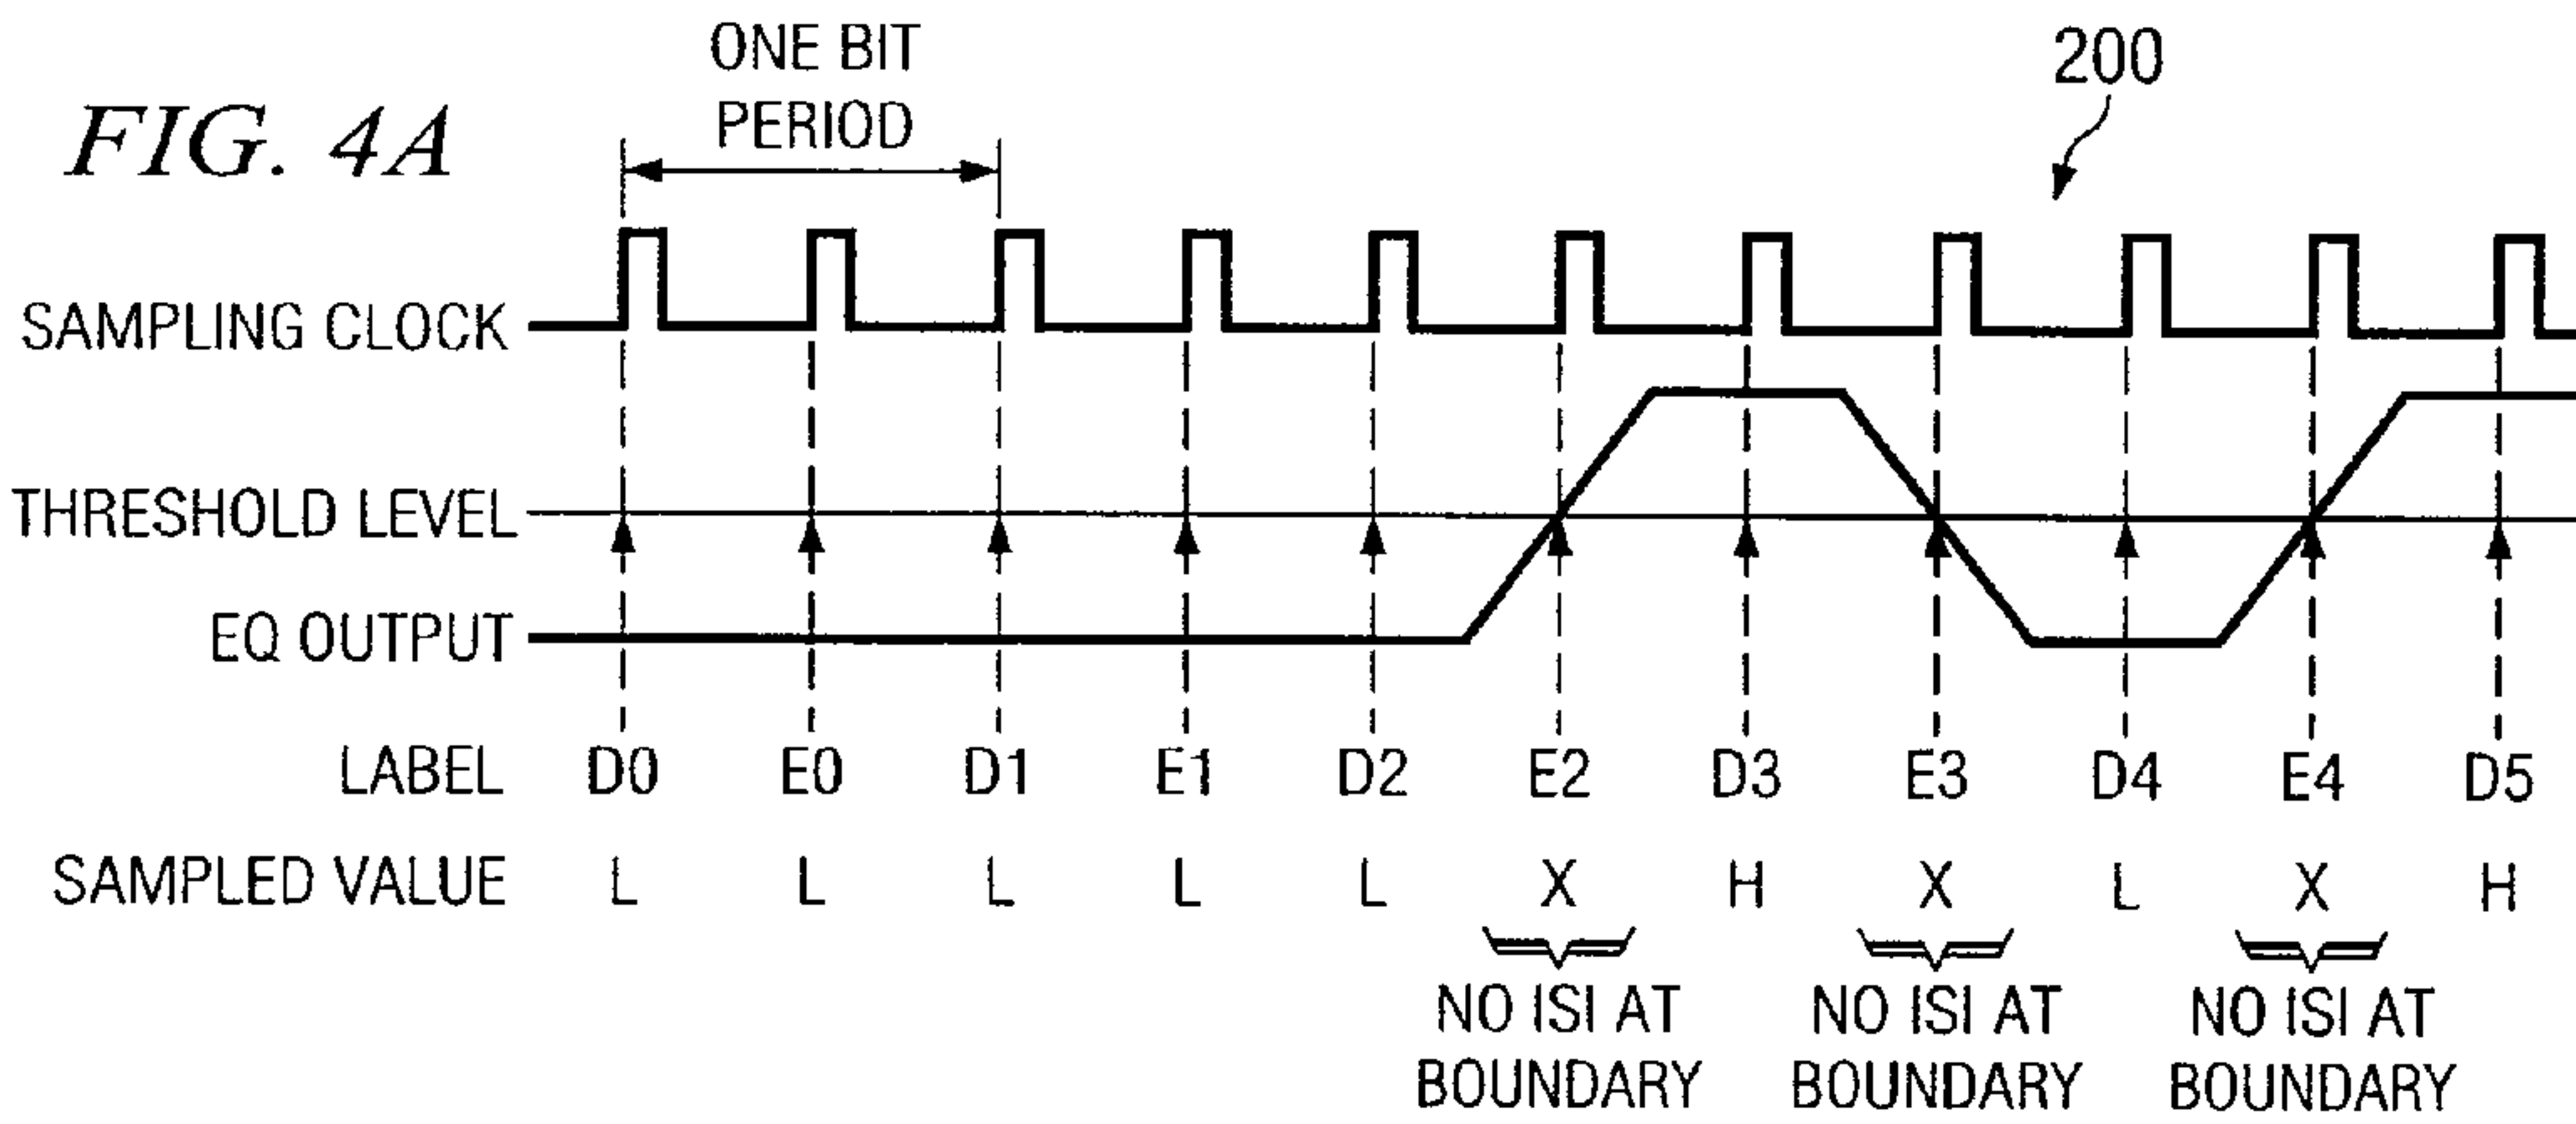 FIG. 4A
ONE BIT
PERIOD
200
SAMPLING CLOCK
THRESHOLD LEVEL
EQ OUTPUT
LABEL D0 E0 D1 E1 D2 E2 D3 E3 D4 E4 D5
SAMPLED VALUE L L L L L X H X L X H
NO ISI AT NO ISI AT NO ISI AT
BOUNDARY BOUNDARY BOUNDARY